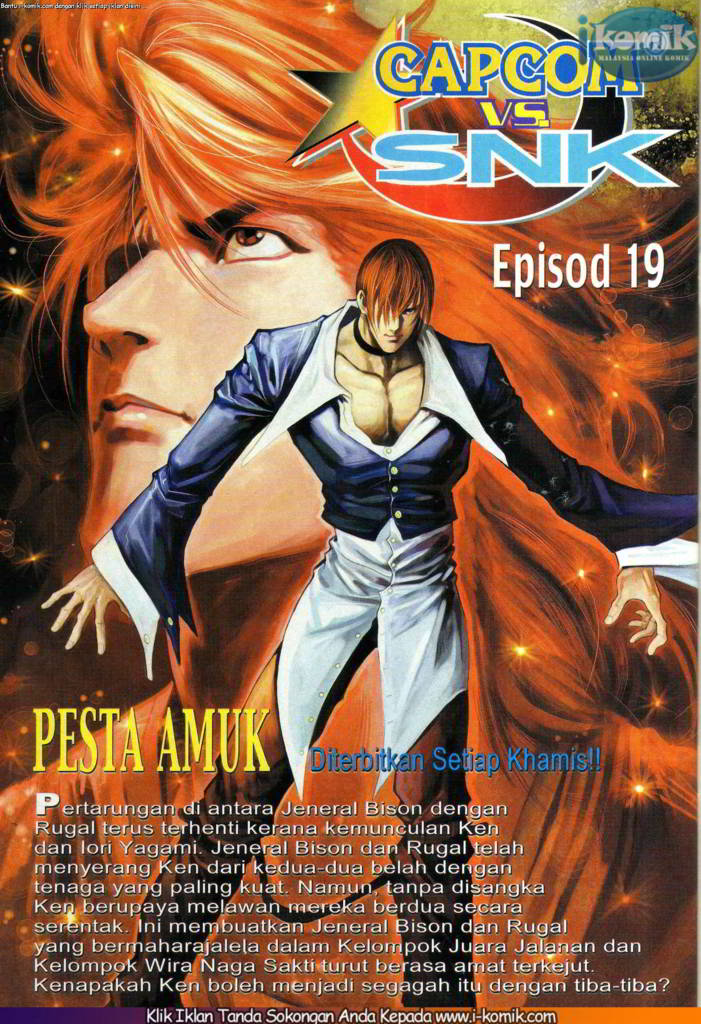 Bantu i-komik.com dengan klik setiap iklan disini ...
i komik
MALAYSIA ONLINE KOMIK
CAPCOM
VS.
SNK
Episod 19
PESTA AMUK
Diterbitkan Setiap Khamis!!
Pertarungan di antara Jeneral Bison dengan
Rugal terus terhenti kerana kemunculan Ken
dan Iori Yagami. Jeneral Bison dan Rugal telah
menyerang Ken dari kedua-dua belah dengan
tenaga yang paling kuat. Namun, tanpa disangka
Ken berupaya melawan mereka berdua secara
serentak. Ini membuatkan Jeneral Bison dan Rugal
yang bermaharajalela dalam Kelompok Juara Jalanan dan
Kelompok Wira Naga Sakti turut berasa amat terkejut.
Kenapakah Ken boleh menjadi segagah itu dengan tiba-tiba?
Klik Iklan Tanda Sokongan Anda Kepada www.i-komik.com